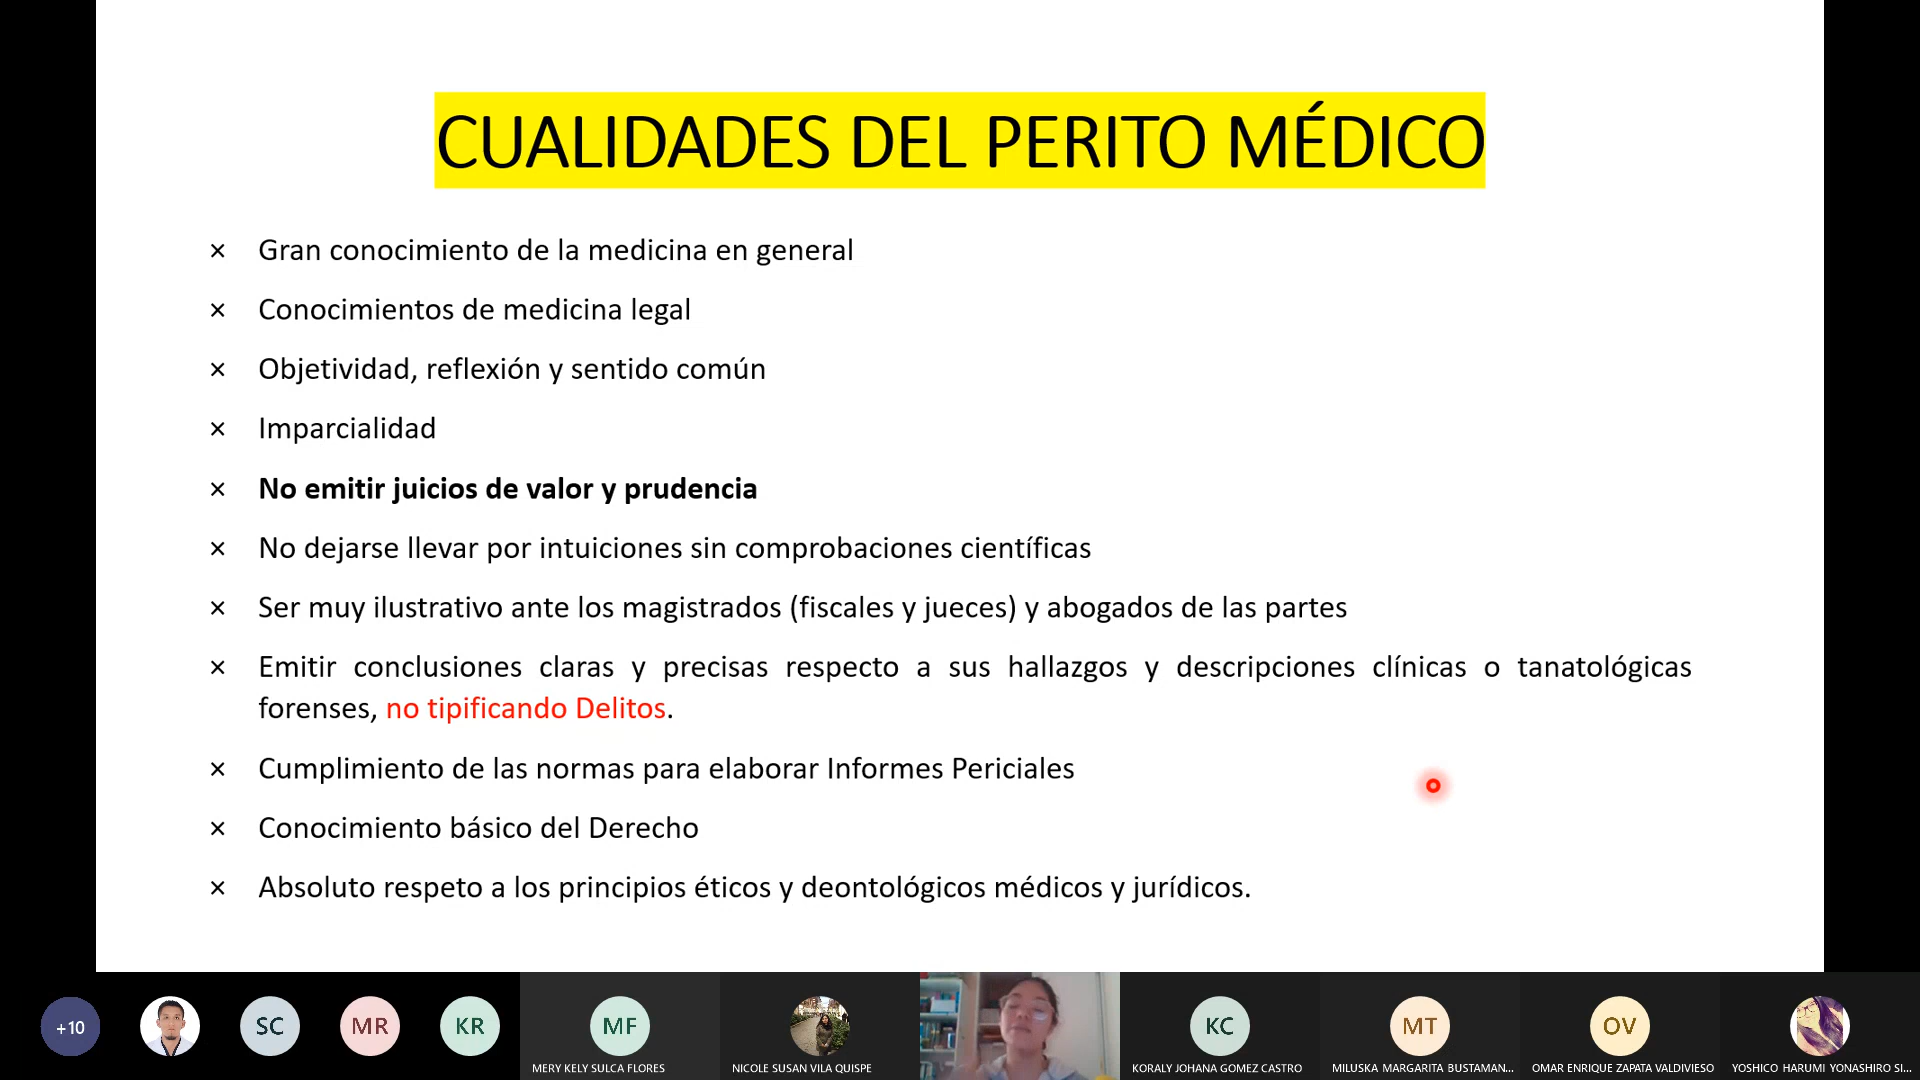 CUALIDADES DEL PERITO MÉDICO
× Gran conocimiento de la medicina en general
× Conocimientos de medicina legal
× Objetividad, reflexión y sentido común
× Imparcialidad
× No emitir juicios de valor y prudencia
× No dejarse llevar por intuiciones sin comprobaciones científicas
× Ser muy ilustrativo ante los magistrados (fiscales y jueces) y abogados de las partes
× Emitir conclusiones claras y precisas respecto a sus hallazgos y descripciones clínicas o tanatológicas
forenses, no tipificando Delitos.
× Cumplimiento de las normas para elaborar Informes Periciales
× Conocimiento básico del Derecho
× Absoluto respeto a los principios éticos y deontológicos médicos y jurídicos.
+10
SC
MR
KR
MF
KC
MT
OV
MERY KELY SULCA FLORES
NICOLE SUSAN VILA QUISPE
KORALY JOHANA GOMEZ CASTRO
MILUSKA MARGARITA BUSTAMAN...
OMAR ENRIQUE ZAPATA VALDIVIESO
YOSHICO HARUMI YONASHIRO SI...